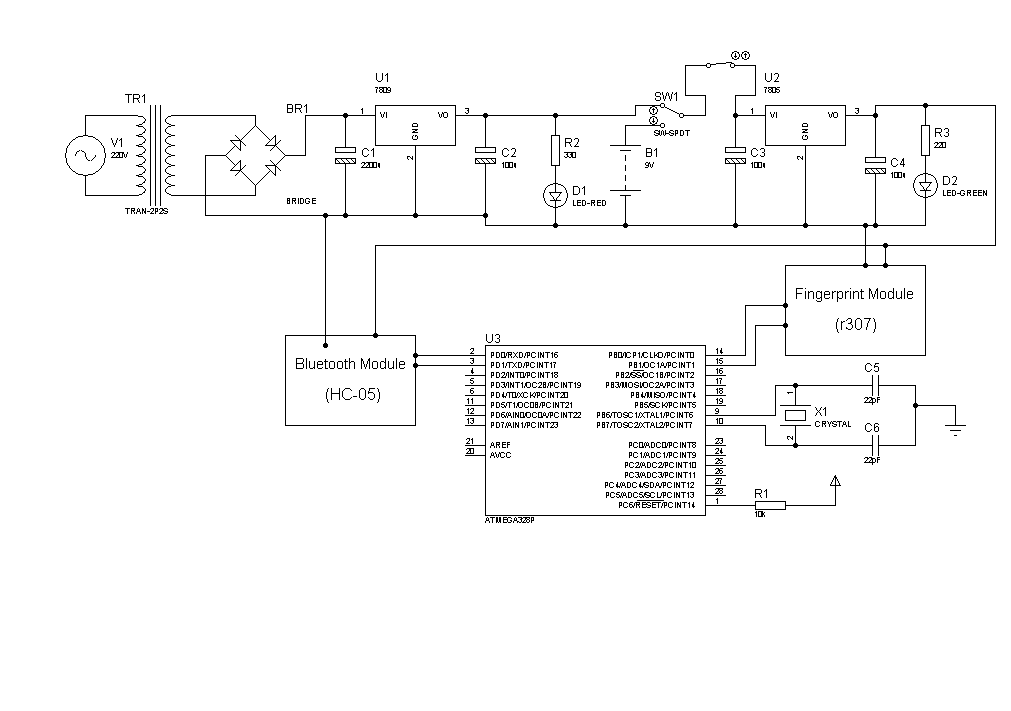 TR1
V1
220V
TRAN-2P2S
BR1
BRIDGE
C1
2200u
U1
7809
1
VI
VO
3
GND
2
C2
100u
R2
330
D1
LED-RED
B1
9V
SW1
SW-SPDT
U2
7805
1
VI
VO
3
GND
2
C3
100u
C4
100u
R3
220
D2
LED-GREEN
Fingerprint Module
(r307)
Bluetooth Module
(HC-05)
U3
2 PD0/RXD/PCINT16
3 PD1/TXD/PCINT17
4 PD2/INT0/PCINT18
5 PD3/INT1/OC2B/PCINT19
6 PD4/T0/XCK/PCINT20
11 PD5/T1/OC0B/PCINT21
12 PD6/AIN0/OC0A/PCINT22
13 PD7/AIN1/PCINT23
21 AREF
20 AVCC
PB0/ICP1/CLKO/PCINT0 14
PB1/OC1A/PCINT1 15
PB2/SS/OC1B/PCINT2 16
PB3/MOSI/OC2A/PCINT3 17
PB4/MISO/PCINT4 18
PB5/SCK/PCINT5 19
PB6/TOSC1/XTAL1/PCINT6 9
PB7/TOSC2/XTAL2/PCINT7 10
PC0/ADC0/PCINT8 23
PC1/ADC1/PCINT9 24
PC2/ADC2/PCINT10 25
PC3/ADC3/PCINT11 26
PC4/ADC4/SDA/PCINT12 27
PC5/ADC5/SCL/PCINT13 28
PC6/RESET/PCINT14 1
ATMEGA328P
C5
22pF
1
X1
CRYSTAL
2
C6
22pF
R1
10k